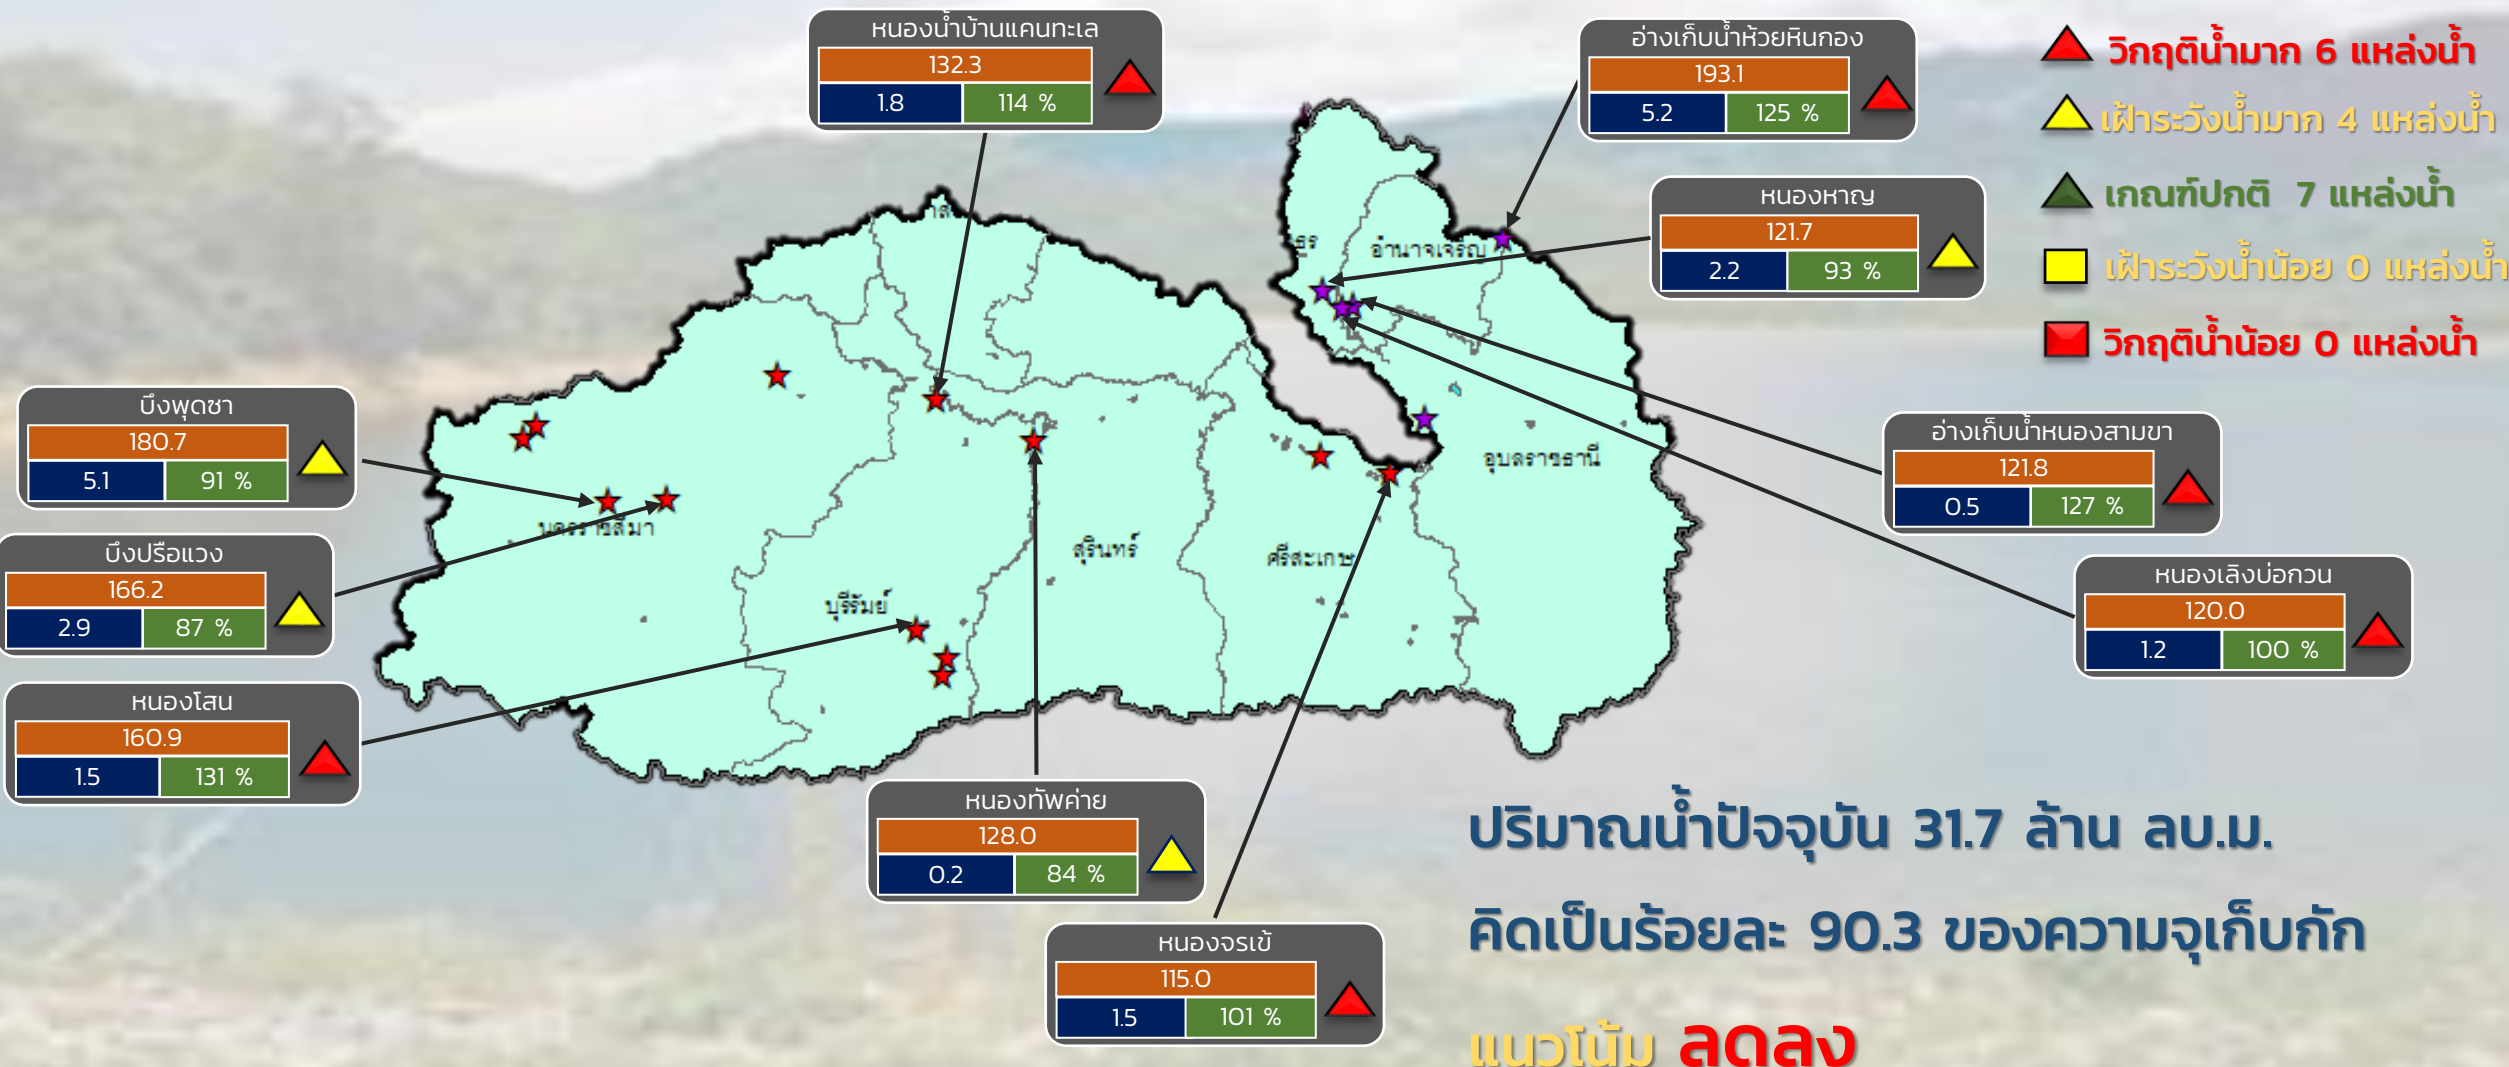 หนองน้ำบ้านแคนทะเล
132.3
1.8 114 %
อ่างเก็บน้ำห้วยหินกอง
193.1
5.2 125 %
วิกฤติน้ำมาก 6 แหล่งน้ำ
เฝ้าระวังน้ำมาก 4 แหล่งน้ำ
เกณฑ์ปกติ 7 แหล่งน้ำ
เฝ้าระวังน้ำน้อย 0 แหล่งน้ำ
วิกฤติน้ำน้อย 0 แหล่งน้ำ
หนองหาญ
121.7
2.2 93 %
อำนาจเจริญ
บึงพุดซา
180.7
5.1 91 %
อ่างเก็บน้ำหนองสามขา
121.8
0.5 127 %
อุบลราชธานี
นครราชสีมา
บึงปรือแวง
166.2
2.9 87 %
สุรินทร์
ศรีสะเกษ
บุรีรัมย์
หนองเลิงบ่อกวน
120.0
1.2 100 %
หนองโสน
160.9
1.5 131 %
หนองทัพค่าย
128.0
0.2 84 %
หนองจรเข้
115.0
1.5 101 %
ปริมาณน้ำปัจจุบัน 31.7 ล้าน ลบ.ม.
คิดเป็นร้อยละ 90.3 ของความจุเก็บกัก
แนวโน้ม ลดลง